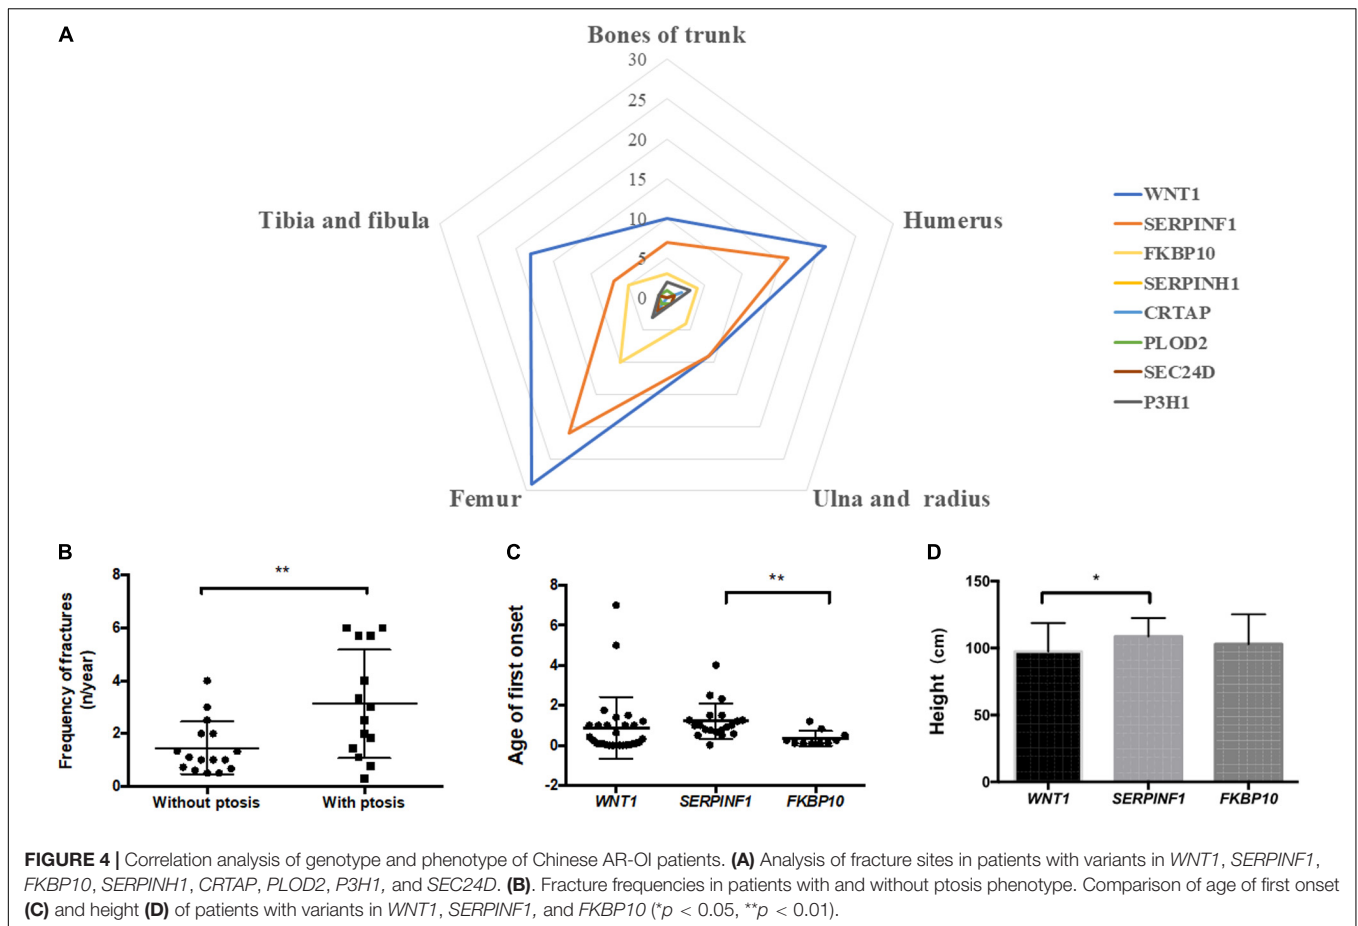 A
Bones of trunk
30
25
20
15
10
5
0
Tibia and fibula
Humerus
Femur
Ulna and radius
WNT1
SERPINF1
FKBP10
SERPINH1
CRTAP
PLOD2
SEC24D
P3H1
B
**
Frequency of fractures
(n/year)
8
6
4
2
0
Without ptosis
With ptosis
C
**
Age of first onset
8
6
4
2
0
-2
WNT1
SERPINF1
FKBP10
D
*
Height (cm)
150
100
50
0
WNT1
SERPINF1
FKBP10
FIGURE 4 | Correlation analysis of genotype and phenotype of Chinese AR-OI patients. (A) Analysis of fracture sites in patients with variants in WNT1, SERPINF1,
FKBP10, SERPINH1, CRTAP, PLOD2, P3H1, and SEC24D. (B). Fracture frequencies in patients with and without ptosis phenotype. Comparison of age of first onset
(C) and height (D) of patients with variants in WNT1, SERPINF1, and FKBP10 (*p < 0.05, **p < 0.01).